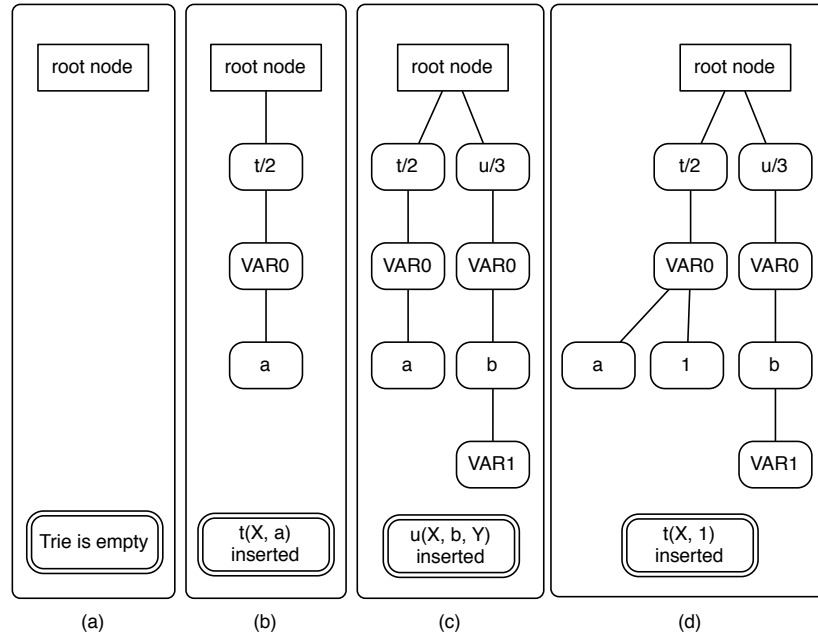 root node
Trie is empty
(a)
root node
t/2
VAR0
a
t(X, a)
inserted
(b)
root node
t/2
u/3
VAR0
VAR0
a
b
VAR1
u(X, b, Y)
inserted
(c)
root node
t/2
u/3
VAR0
VAR0
a
1
b
VAR1
t(X, 1)
inserted
(d)